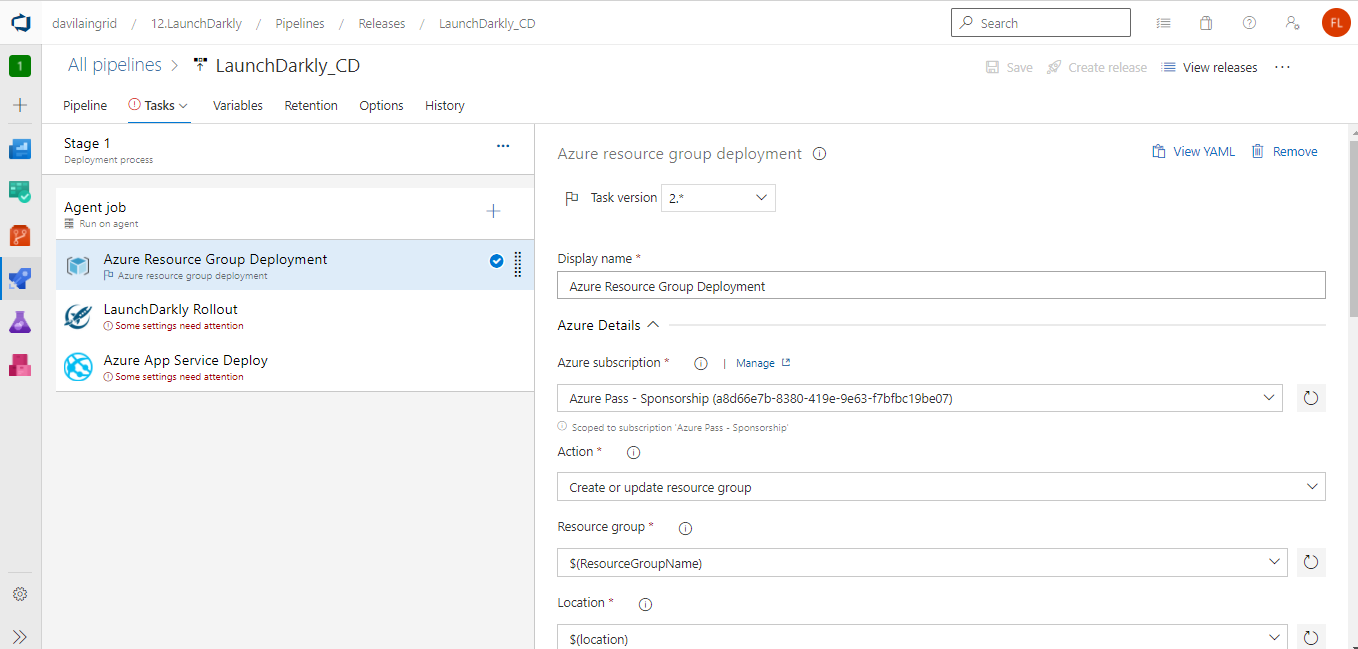 davilaingrid / 12.LaunchDarkly / Pipelines / Releases / LaunchDarkly_CD
Search
FL
1
All pipelines > LaunchDarkly_CD
Save Create release View releases ...
Pipeline Tasks Variables Retention Options History
Stage 1
Deployment process
...
Agent job
Run on agent
Azure Resource Group Deployment
Azure resource group deployment
LaunchDarkly Rollout
Some settings need attention
Azure App Service Deploy
Some settings need attention
Azure resource group deployment
View YAML Remove
Task version 2.*
Display name *
Azure Resource Group Deployment
Azure Details
Azure subscription * | Manage
Azure Pass - Sponsorship (a8d66e7b-8380-419e-9e63-f7bfbc19be07)
Scoped to subscription 'Azure Pass - Sponsorship'
Action *
Create or update resource group
Resource group *
$(ResourceGroupName)
Location *
$(location)